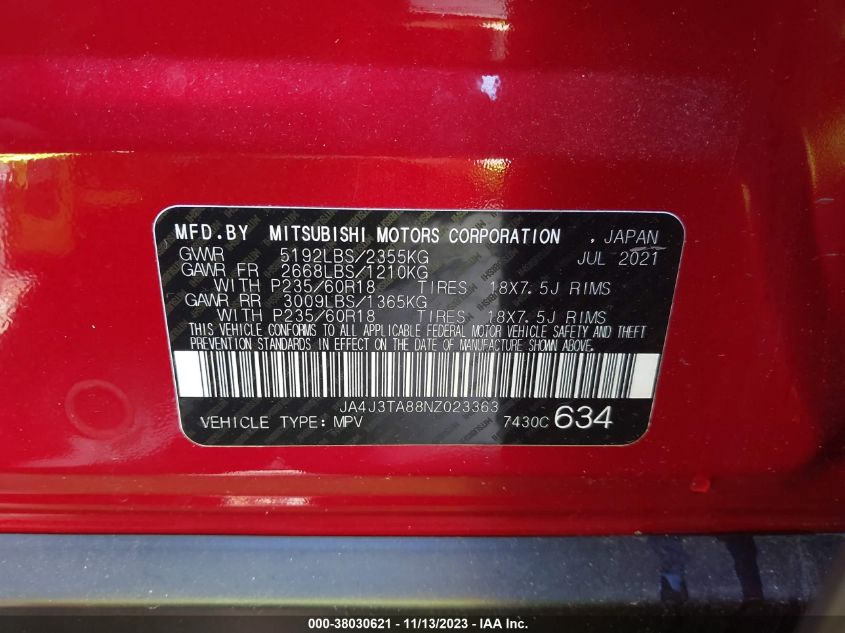 MFD.BY MITSUBISHI MOTORS CORPORATION , JAPAN
GWWR 5192LBS/2355KG JUL 2021
GAWR FR 2668LBS/1210KG
WITH P235/60R18 TIRES 18X7.5J RIMS
GAWR RR 3009LBS/1365KG
WITH P235/60R18 TIRES 18X7.5J RIMS
THIS VEHICLE CONFORMS TO ALL APPLICABLE FEDERAL MOTOR VEHICLE SAFETY AND THEFT
PREVENTION STANDARDS IN EFFECT ON THE DATE OF MANUFACTURE SHOWN ABOVE.
JA4J3TA88NZ023363
VEHICLE TYPE: MPV 7430C 634
000-38030621 - 11/13/2023 - IAA Inc.